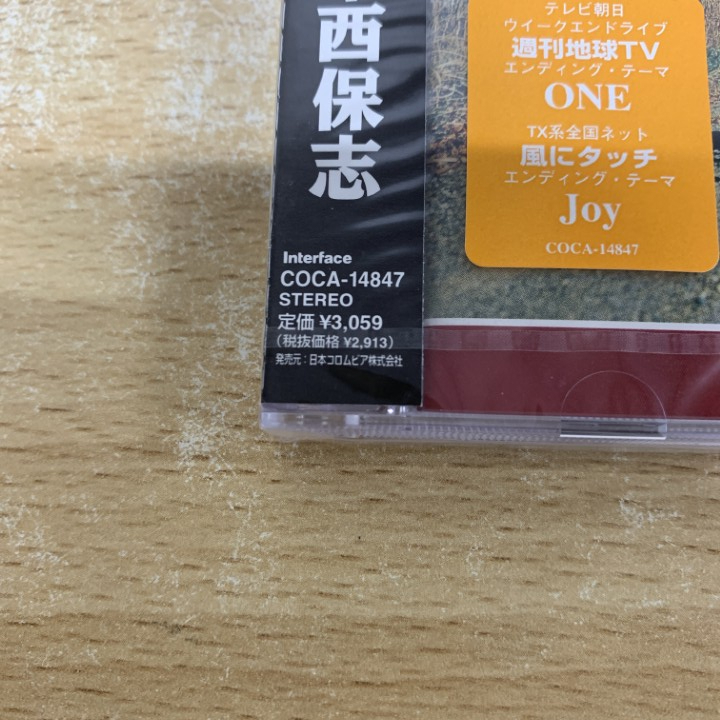 西保志
Interface
COCA-14847
STEREO
定価 ¥3,059
(税抜価格 ¥2,913)
発売元:日本コロムビア株式会社
テレビ朝日
ウイークエンドライブ
週刊地球TV
エンディング・テーマ
ONE
TX系全国ネット
風にタッチ
エンディング・テーマ
Joy
COCA-14847